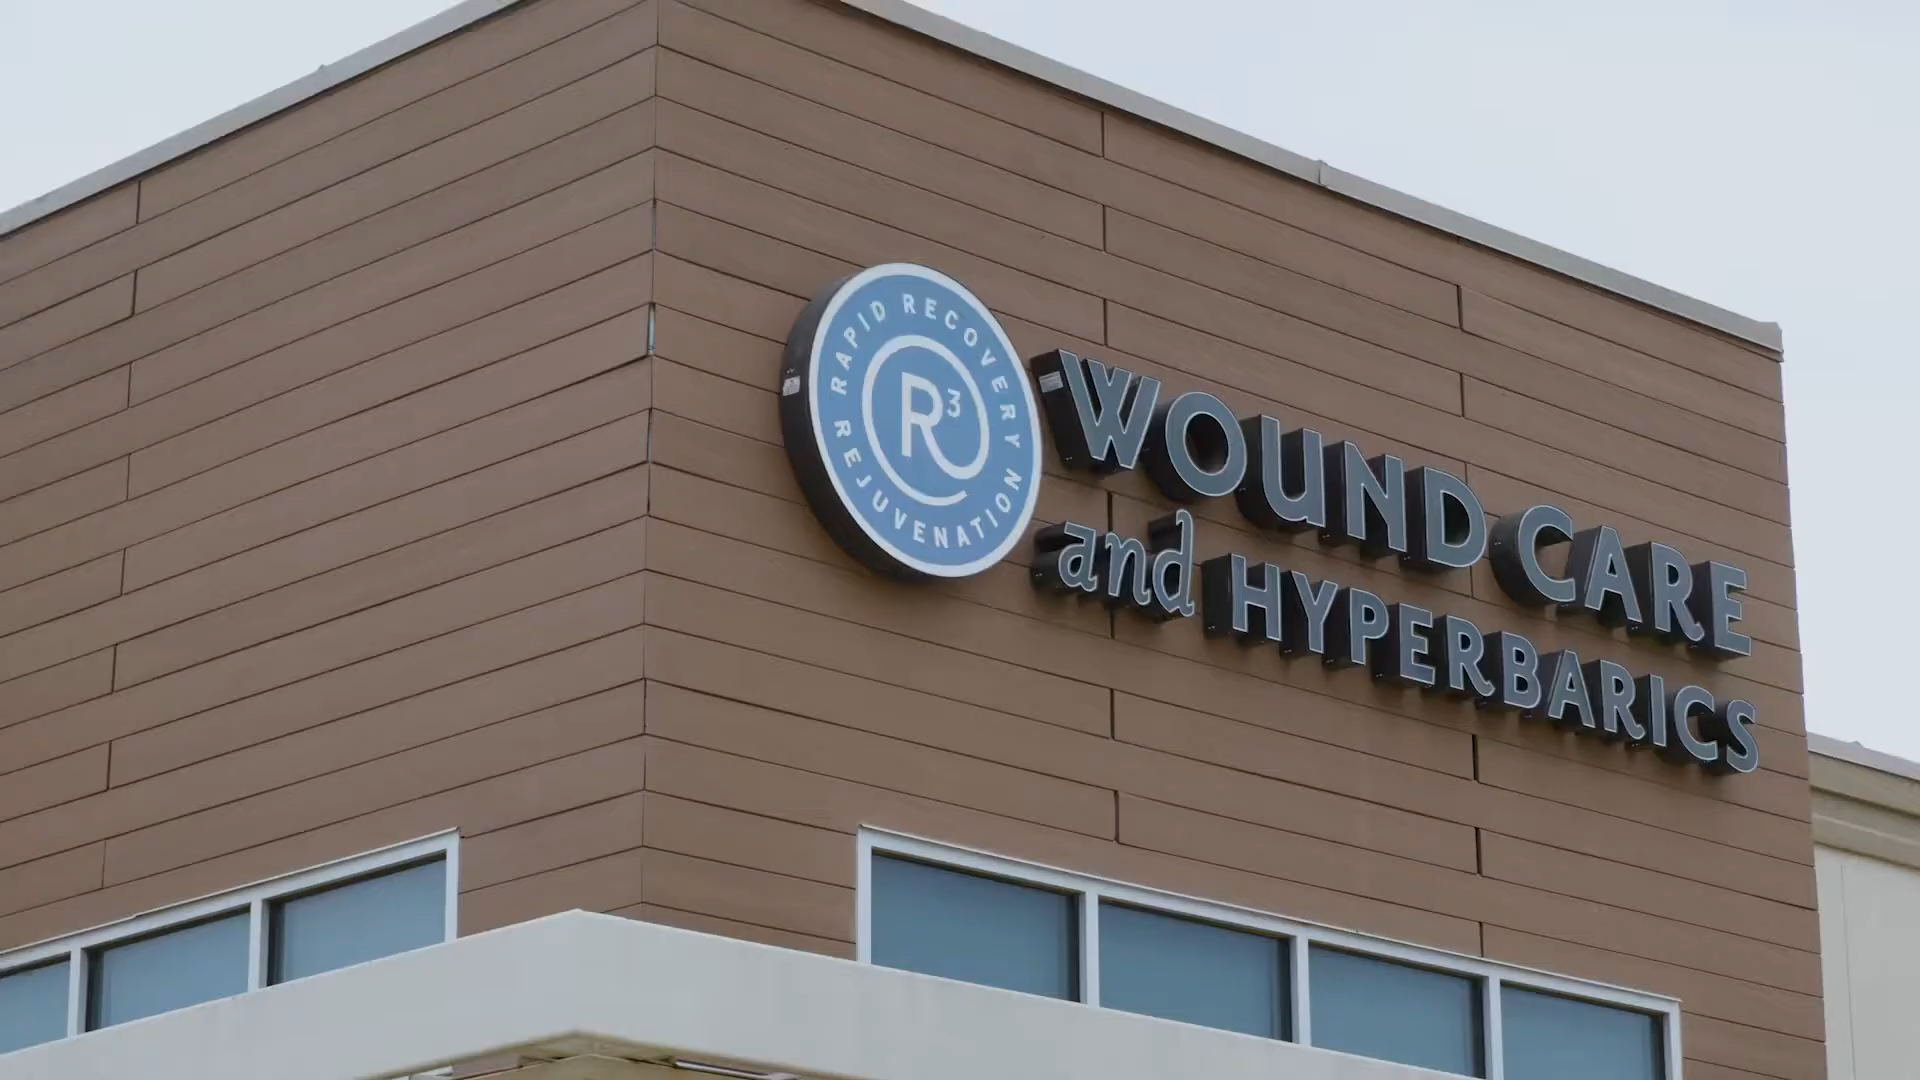 RAPID RECOVERY
REJUVENATION
R³
WOUND CARE
and HYPERBARICS